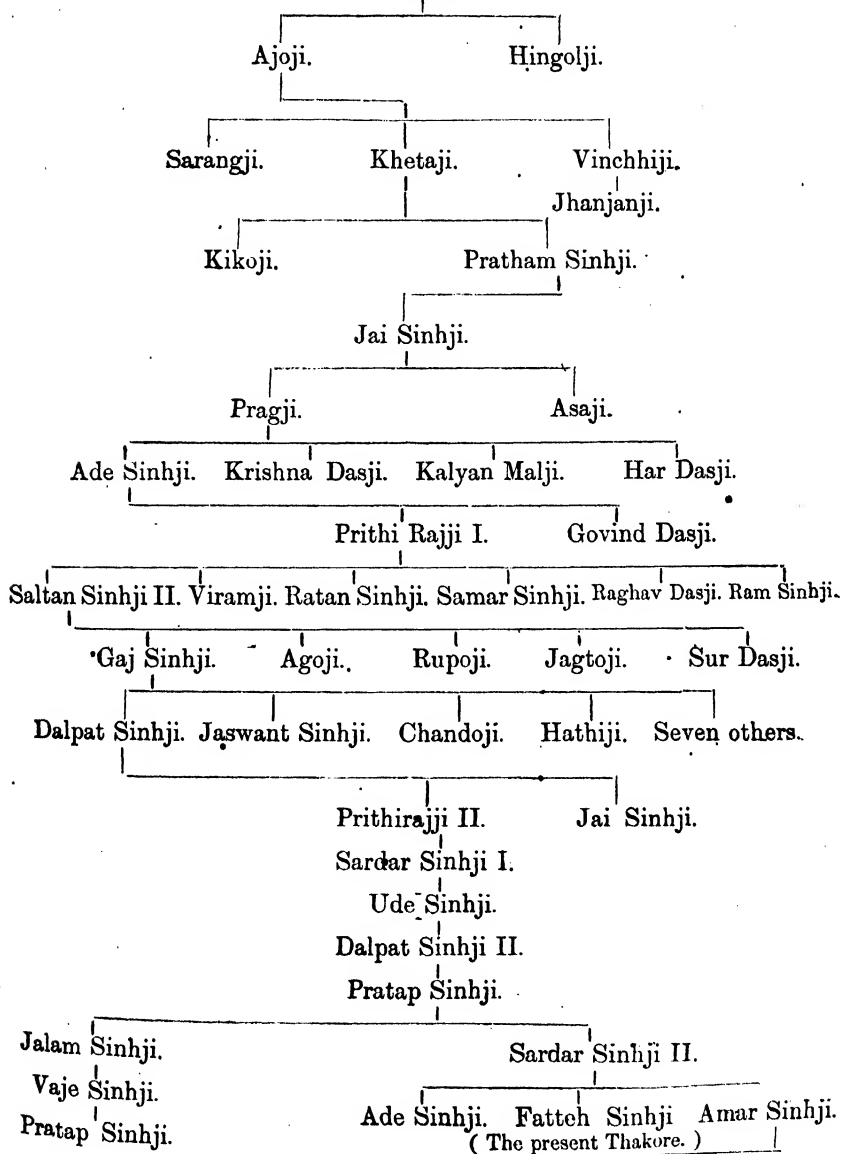 Ajoji. Hingolji.
Sarangji. Khetaji. Vinchhiji.
Jhanjanji.
Kikoji. Pratham Sinhji.
Jai Sinhji.
Pragji. Asaji.
Ade Sinhji. Krishna Dasji. Kalyan Malji. Har Dasji.
Prithi Rajji I. Govind Dasji.
Saltan Sinhji II. Viramji. Ratan Sinhji. Samar Sinhji. Raghav Dasji. Ram Sinhji.
Gaj Sinhji. Agoji. Rupoji. Jagtoji. Sur Dasji.
Dalpat Sinhji. Jaswant Sinhji. Chandoji. Hathiji. Seven others.
Prithirajji II. Jai Sinhji.
Sardar Sinhji I.
Ude Sinhji.
Dalpat Sinhji II.
Pratap Sinhji.
Jalam Sinhji. Sardar Sinhji II.
Vaje Sinhji.
Pratap Sinhji. Ade Sinhji. Fatteh Sinhji Amar Sinhji.
( The present Thakore. )